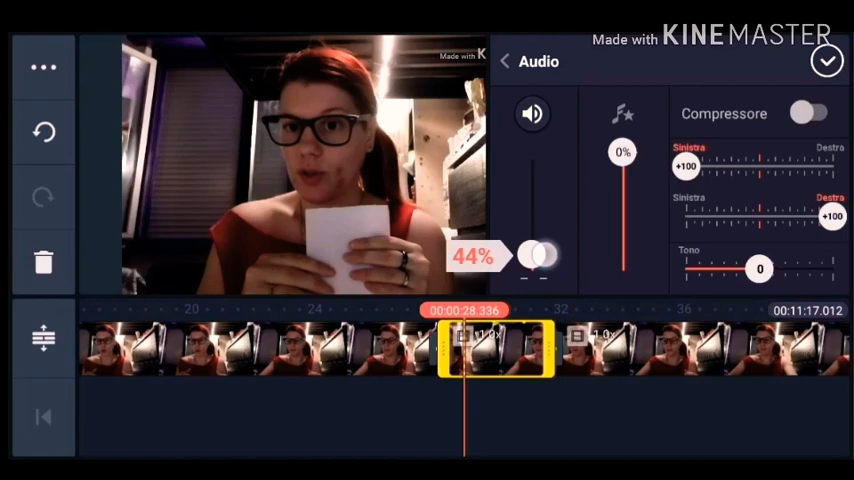 Made with KINEMASTER
Made with K
Audio
Compressore
0%
Sinistra Destra
+100
Sinistra Destra
+100
44%
Tono
0
20 24 00:00:28.336 32 36 00:11:17.012
1.0x 1.0x